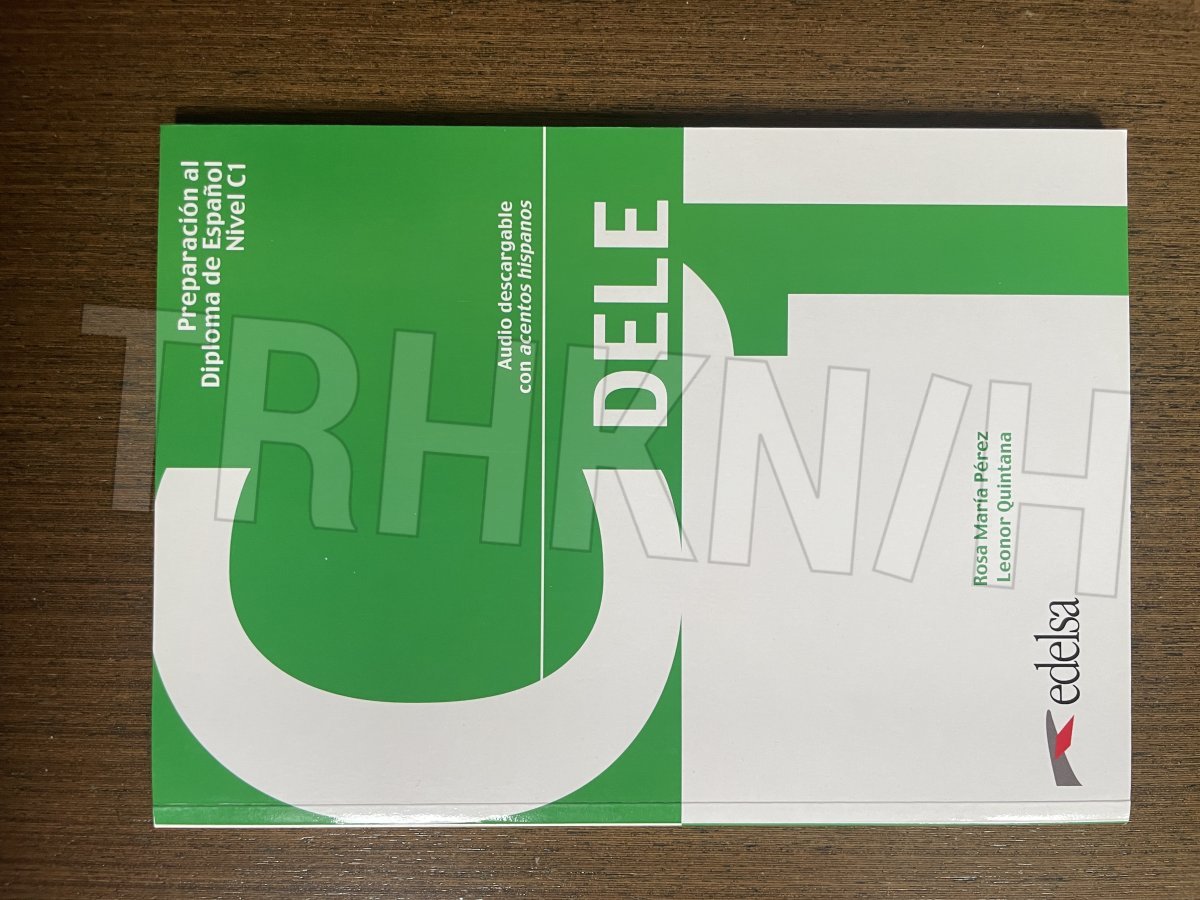 Preparación al
Diploma de Español
Nivel C1
Audio descargable
con acentos hispanos
DELE
C1
Rosa María Pérez
Leonor Quintana
edelsa
TRHKN/H